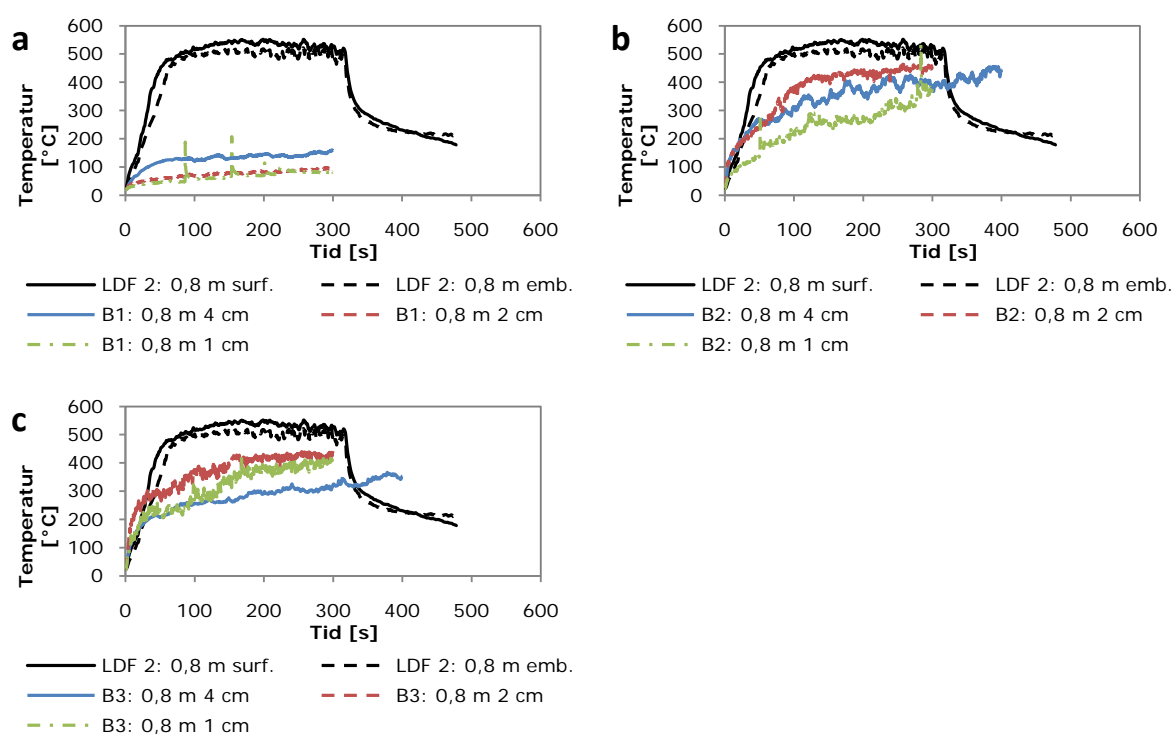 a
600
500
400
300
200
100
0
Temperatur
[°C]
0 100 200 300 400 500 600
Tid [s]
LDF 2: 0,8 m surf. LDF 2: 0,8 m emb.
B1: 0,8 m 4 cm B1: 0,8 m 2 cm
B1: 0,8 m 1 cm
b
600
500
400
300
200
100
0
Temperatur
[°C]
0 100 200 300 400 500 600
Tid [s]
LDF 2: 0,8 m surf. LDF 2: 0,8 m emb.
B2: 0,8 m 4 cm B2: 0,8 m 2 cm
B2: 0,8 m 1 cm
c
600
500
400
300
200
100
0
Temperatur
[°C]
0 100 200 300 400 500 600
Tid [s]
LDF 2: 0,8 m surf. LDF 2: 0,8 m emb.
B3: 0,8 m 4 cm B3: 0,8 m 2 cm
B3: 0,8 m 1 cm